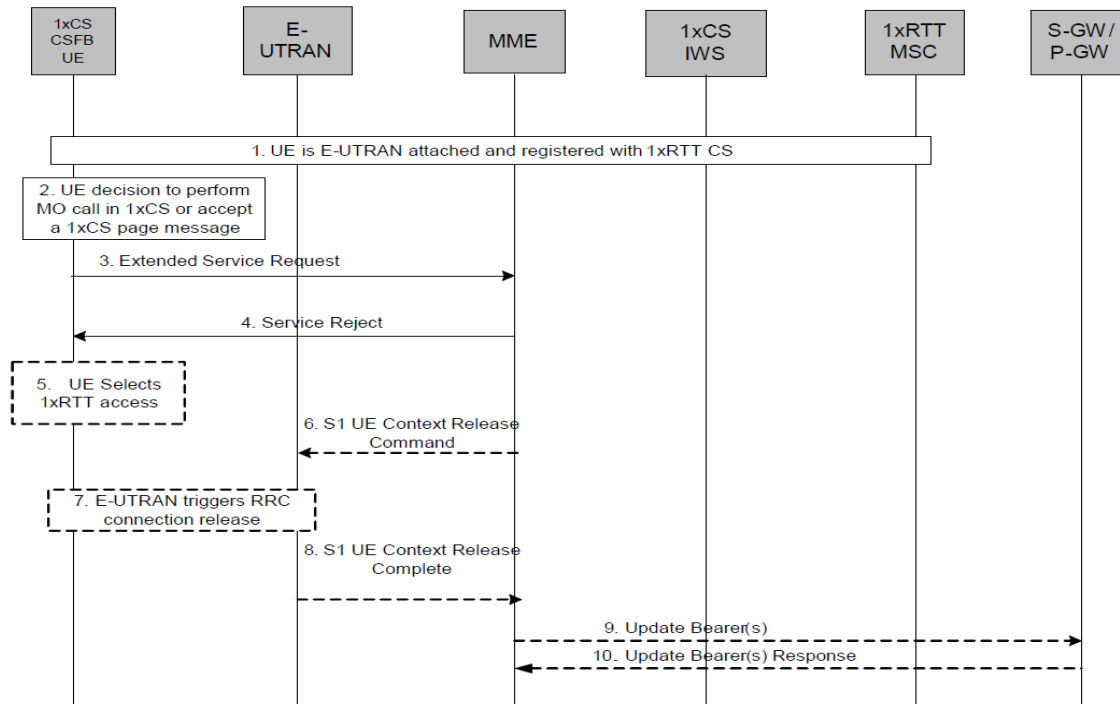 1xCS
CSFB
UE
E-
UTRAN
MME
1xCS
IWS
1xRTT
MSC
S-GW/
P-GW
1. UE is E-UTRAN attached and registered with 1xRTT CS
2. UE decision to perform
MO call in 1xCS or accept
a 1xCS page message
3. Extended Service Request
4. Service Reject
5. UE Selects
1xRTT access
6. S1 UE Context Release
Command
7. E-UTRAN triggers RRC
connection release
8. S1 UE Context Release
Complete
9. Update Bearer(s)
10. Update Bearer(s) Response